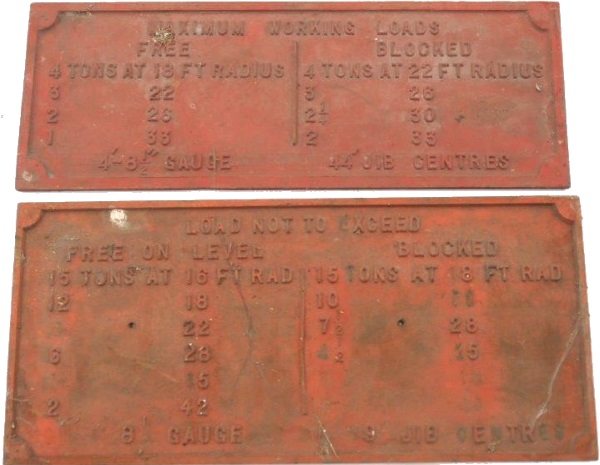 MAXIMUM WORKING LOADS
FREE BLOCKED
4 TONS AT 18 FT RADIUS 4 TONS AT 22 FT RADIUS
3 22 3 26
2 26 2¼ 30
1 33 2 33
4'-8½" GAUGE 44' JIB CENTRES
LOAD NOT TO EXCEED
FREE ON LEVEL BLOCKED
15 TONS AT 16 FT RAD 15 TONS AT 18 FT RAD
12 18 10
22 7½ 28
6 28
2 42
GAUGE JIB CENTRES